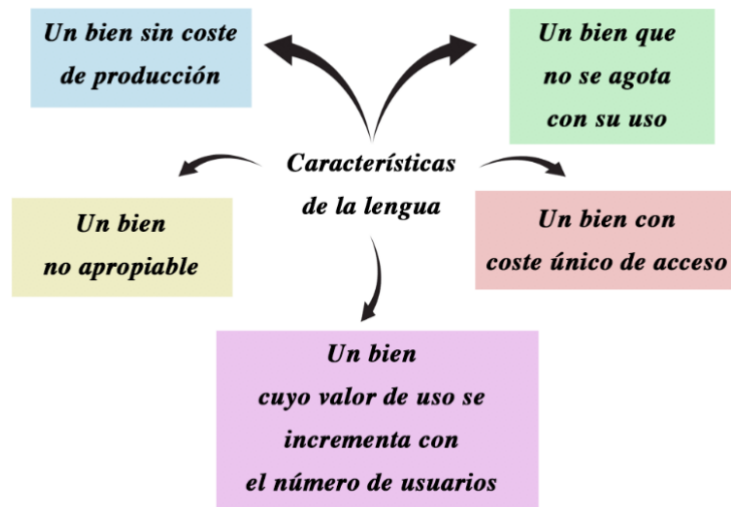 Un bien sin coste
de producción
Un bien que
no se agota
con su uso
Características
de la lengua
Un bien
no apropiable
Un bien con
coste único de acceso
Un bien
cuyo valor de uso se
incrementa con
el número de usuarios